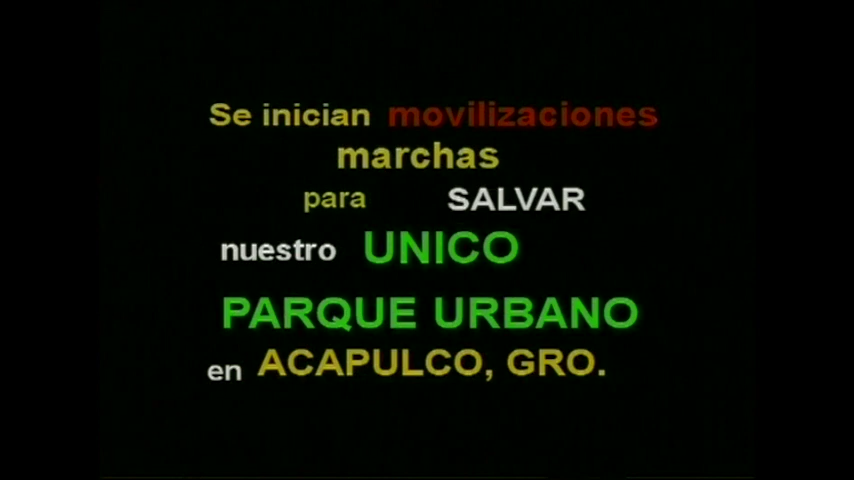 Se inician movilizaciones
marchas
para SALVAR
nuestro UNICO
PARQUE URBANO
en ACAPULCO, GRO.